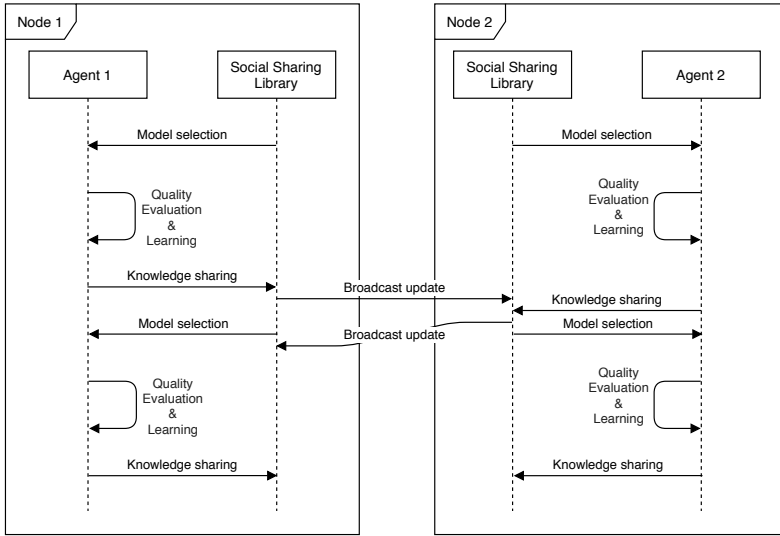 Node 1
Node 2
Agent 1
Social Sharing
Library
Social Sharing
Library
Agent 2
Model selection
Model selection
Quality
Evaluation
&
Learning
Quality
Evaluation
&
Learning
Knowledge sharing
Broadcast update
Knowledge sharing
Model selection
Broadcast update
Model selection
Quality
Evaluation
&
Learning
Quality
Evaluation
&
Learning
Knowledge sharing
Knowledge sharing